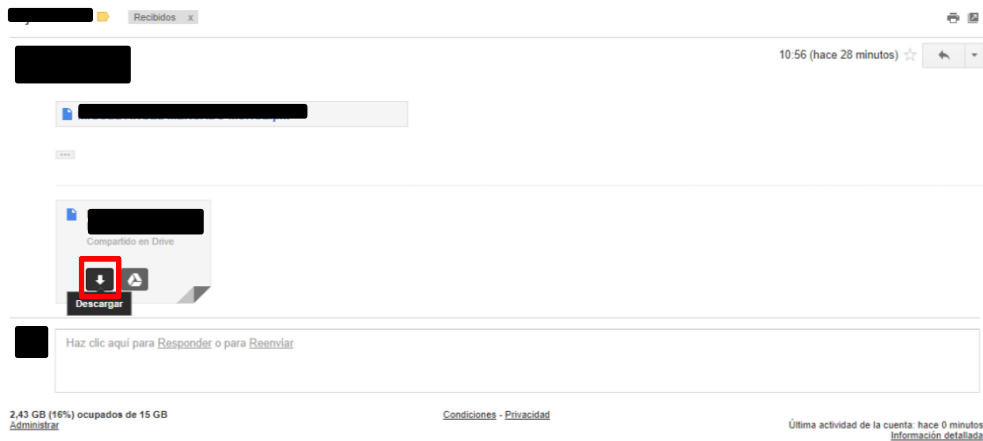 Recibidos x
10:56 (hace 28 minutos)
Compartido en Drive
Descargar
Haz clic aquí para Responder o para Reenviar
2,43 GB (16%) ocupados de 15 GB
Administrar
Condiciones - Privacidad
Última actividad de la cuenta: hace 0 minutos
Información detallada